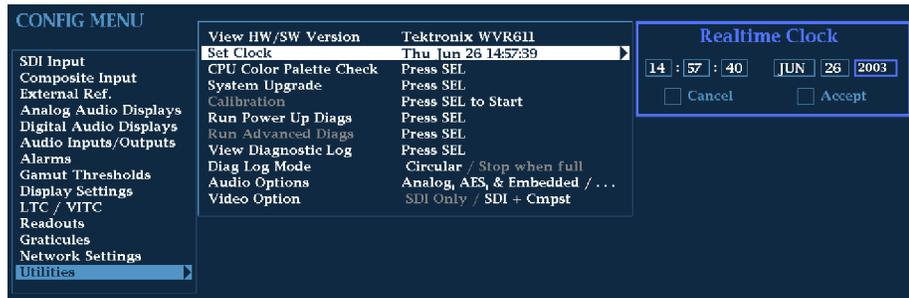 CONFIG MENU
SDI Input
Composite Input
External Ref.
Analog Audio Displays
Digital Audio Displays
Audio Inputs/Outputs
Alarms
Gamut Thresholds
Display Settings
LTC / VITC
Readouts
Graticules
Network Settings
Utilities
View HW/SW Version Tektronix WVR611
Set Clock Thu Jun 26 14:57:39
CPU Color Palette Check Press SEL
System Upgrade Press SEL
Calibration Press SEL to Start
Run Power Up Diags Press SEL
Run Advanced Diags Press SEL
View Diagnostic Log Press SEL
Diag Log Mode Circular / Stop when full
Audio Options Analog, AES, & Embedded / ...
Video Option SDI Only / SDI + Cmpst
Realtime Clock
14 : 57 : 40 JUN 26 2003
Cancel Accept